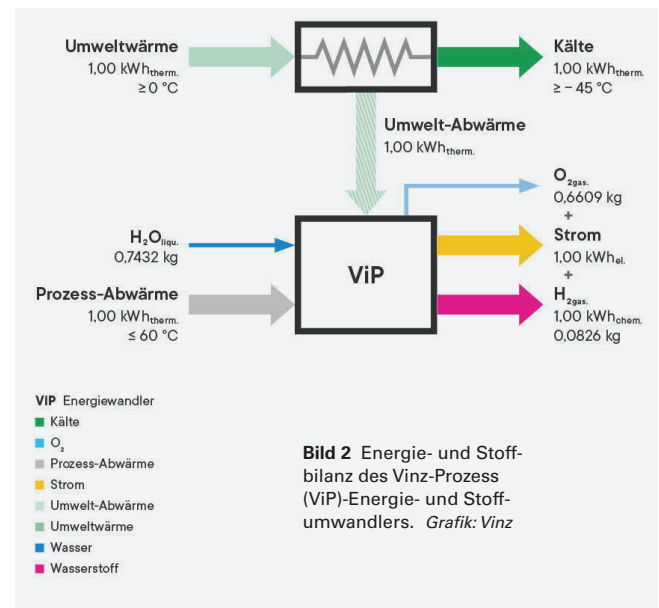 Umweltwärme
1,00 kWhtherm.
≥ 0 °C
Kälte
1,00 kWhtherm.
≥ – 45 °C
Umwelt-Abwärme
1,00 kWhtherm.
O2gas.
0,6609 kg
+
H2Oliqu.
0,7432 kg
ViP
Strom
1,00 kWhel.
+
Prozess-Abwärme
1,00 kWhtherm.
≤ 60 °C
H2gas.
1,00 kWhchem.
0,0826 kg
ViP Energiewandler
Kälte
O2
Prozess-Abwärme
Strom
Umwelt-Abwärme
Umweltwärme
Wasser
Wasserstoff
Bild 2 Energie- und Stoff-
bilanz des Vinz-Prozess
(ViP)-Energie- und Stoff-
umwandlers. Grafik: Vinz